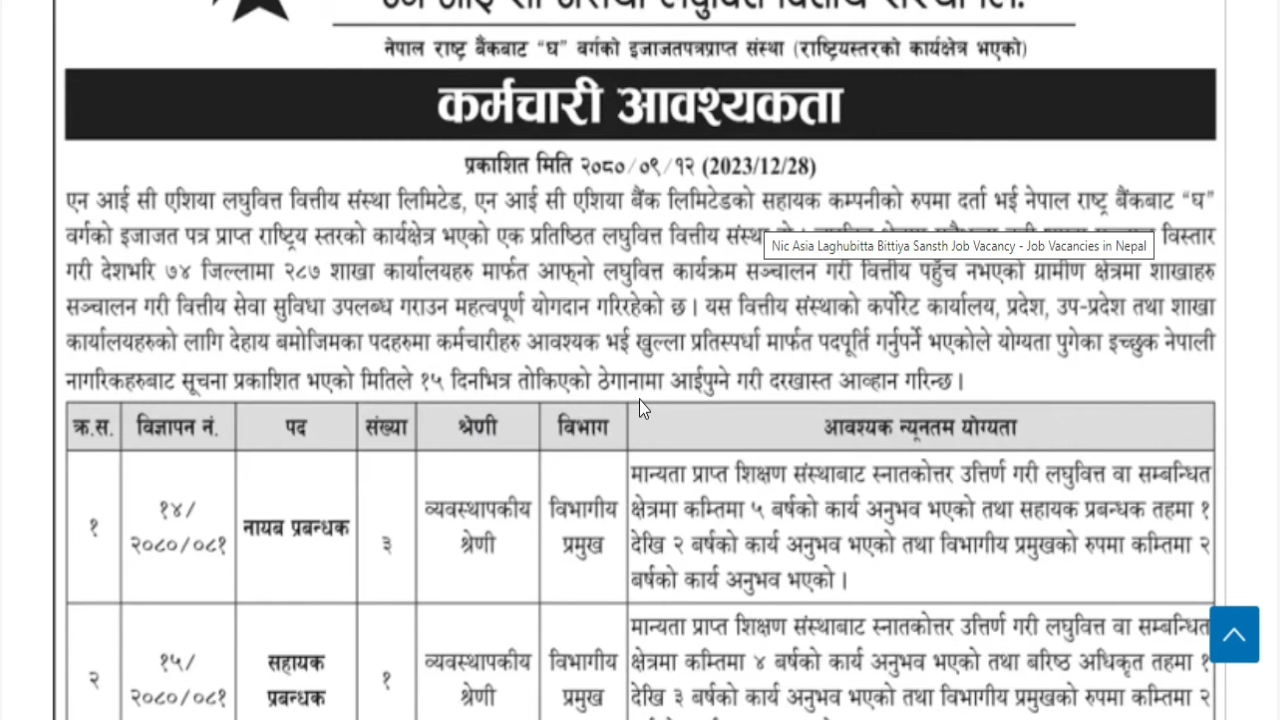 नेपाल राष्ट्र बैंकबाट “घ” वर्गको इजाजतपत्रप्राप्त संस्था (राष्ट्रियस्तरको कार्यक्षेत्र भएको)
कर्मचारी आवश्यकता
प्रकाशित मिति २०८०/०९/१२ (2023/12/28)
एन आई सी एशिया लघुवित्त वित्तीय संस्था लिमिटेड, एन आई सी एशिया बैंक लिमिटेडको सहायक कम्पनीको रुपमा दर्ता भई नेपाल राष्ट्र बैंकबाट “घ”
वर्गको इजाजत पत्र प्राप्त राष्ट्रिय स्तरको कार्यक्षेत्र भएको एक प्रतिष्ठित लघुवित्त वित्तीय संस्था विस्तार
Nic Asia Laghubitta Bittiya Sansth Job Vacancy - Job Vacancies in Nepal
गरी देशभरि ७४ जिल्लामा २८७ शाखा कार्यालयहरु मार्फत आफ्नो लघुवित्त कार्यक्रम सञ्चालन गरी वित्तीय पहुँच नभएको ग्रामीण क्षेत्रमा शाखाहरु
सञ्चालन गरी वित्तीय सेवा सुविधा उपलब्ध गराउन महत्वपूर्ण योगदान गरिरहेको छ । यस वित्तीय संस्थाको कर्पोरेट कार्यालय, प्रदेश, उप-प्रदेश तथा शाखा
कार्यालयहरुको लागि देहाय बमोजिमका पदहरुमा कर्मचारीहरु आवश्यक भई खुल्ला प्रतिस्पर्धा मार्फत पदपूर्ति गर्नुपर्ने भएकोले योग्यता पुगेका इच्छुक नेपाली
नागरिकहरुबाट सूचना प्रकाशित भएको मितिले १५ दिनभित्र तोकिएको ठेगानामा आईपुग्ने गरी दरखास्त आव्हान गरिन्छ ।
क्र.स. विज्ञापन नं. पद संख्या श्रेणी विभाग आवश्यक न्यूनतम योग्यता
१ १४/ २०८०/०८१ नायब प्रबन्धक ३ व्यवस्थापकीय श्रेणी विभागीय प्रमुख
मान्यता प्राप्त शिक्षण संस्थाबाट स्नातकोत्तर उत्तिर्ण गरी लघुवित्त वा सम्बन्धित
क्षेत्रमा कम्तिमा ५ बर्षको कार्य अनुभव भएको तथा सहायक प्रबन्धक तहमा १
देखि २ बर्षको कार्य अनुभव भएको तथा विभागीय प्रमुखको रुपमा कम्तिमा २
बर्षको कार्य अनुभव भएको ।
२ १५/ २०८०/०८१ सहायक प्रबन्धक १ व्यवस्थापकीय श्रेणी विभागीय प्रमुख
मान्यता प्राप्त शिक्षण संस्थाबाट स्नातकोत्तर उत्तिर्ण गरी लघुवित्त वा सम्बन्धित
क्षेत्रमा कम्तिमा ४ बर्षको कार्य अनुभव भएको तथा बरिष्ठ अधिकृत तहमा १
देखि ३ बर्षको कार्य अनुभव भएको तथा विभागीय प्रमुखको रुपमा कम्तिमा २